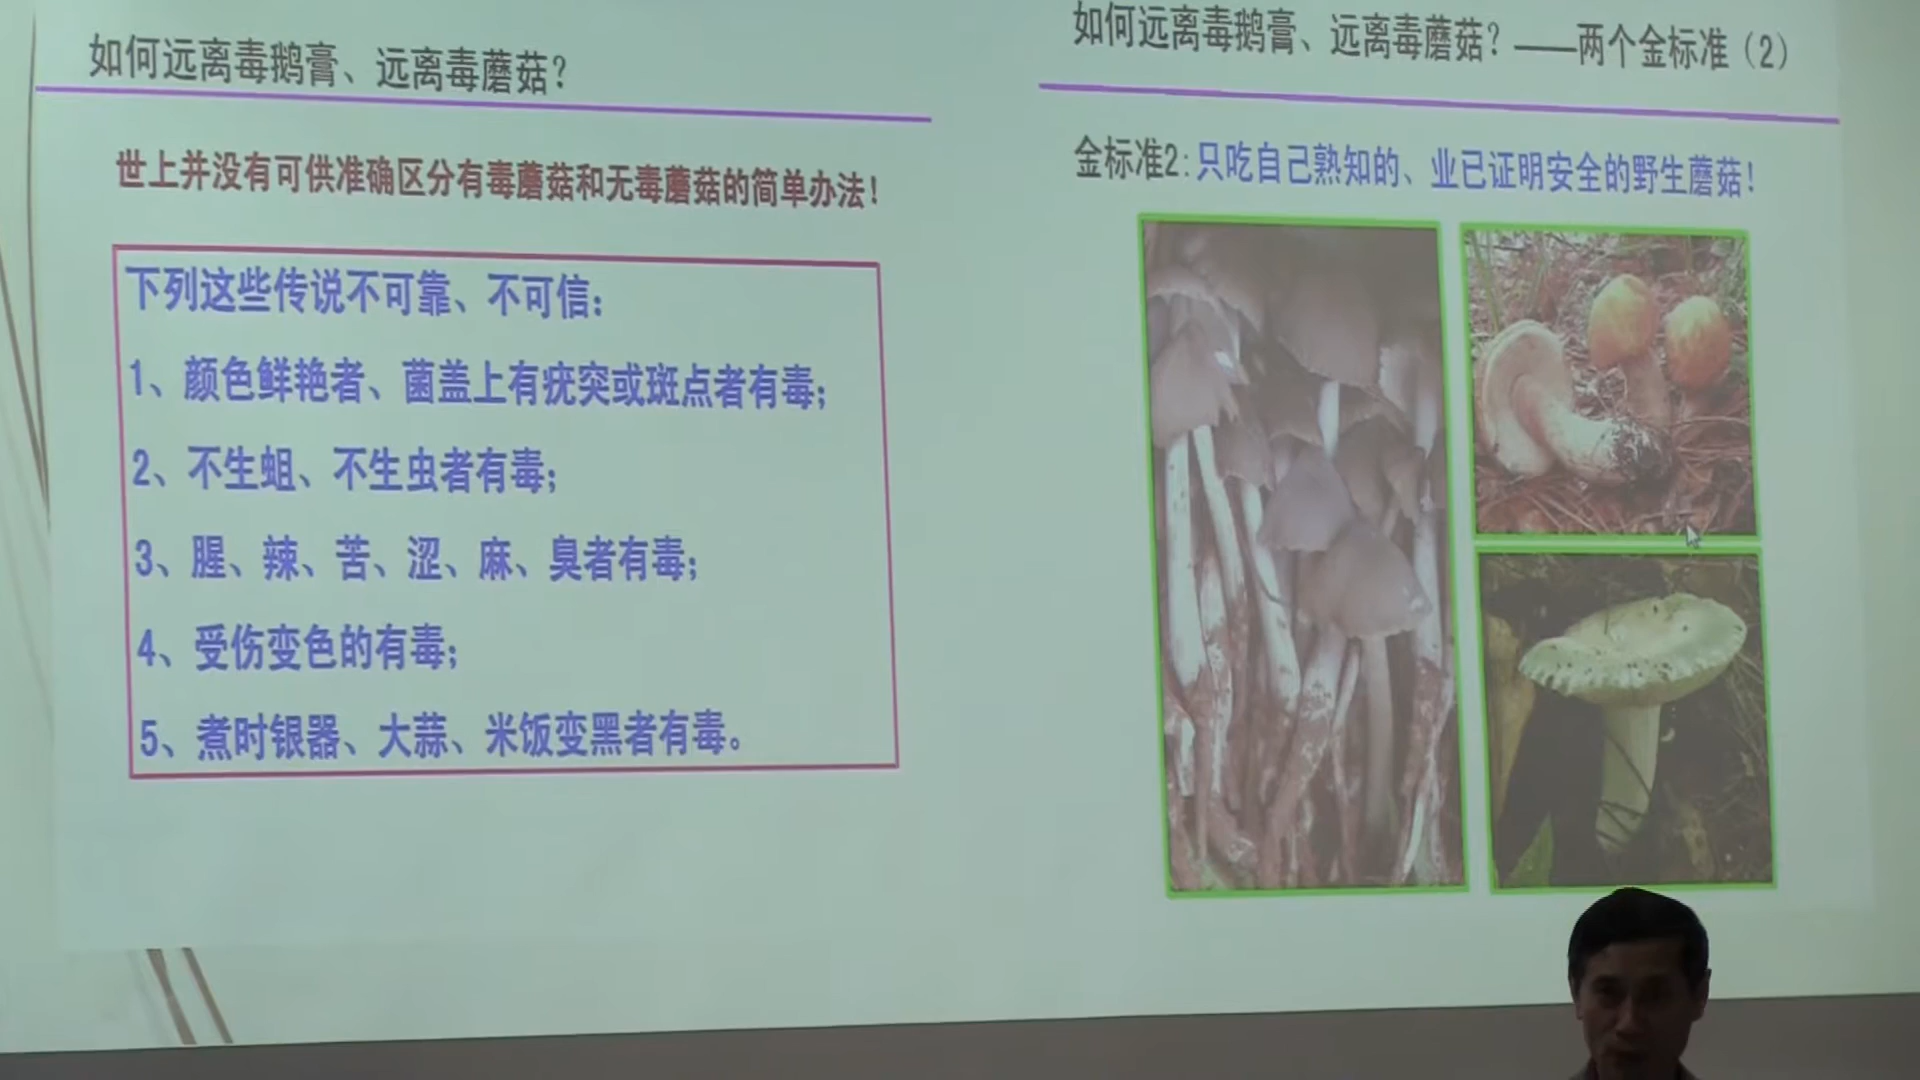 如何远离毒鹅膏、远离毒蘑菇？
世上并没有可供准确区分有毒蘑菇和无毒蘑菇的简单办法！
下列这些传说不可靠、不可信：
1、颜色鲜艳者、菌盖上有疣突或斑点者有毒；
2、不生蛆、不生虫者有毒；
3、腥、辣、苦、涩、麻、臭者有毒；
4、受伤变色的有毒；
5、煮时银器、大蒜、米饭变黑者有毒。
如何远离毒鹅膏、远离毒蘑菇？——两个金标准（2）
金标准2：只吃自己熟知的、业已证明安全的野生蘑菇！